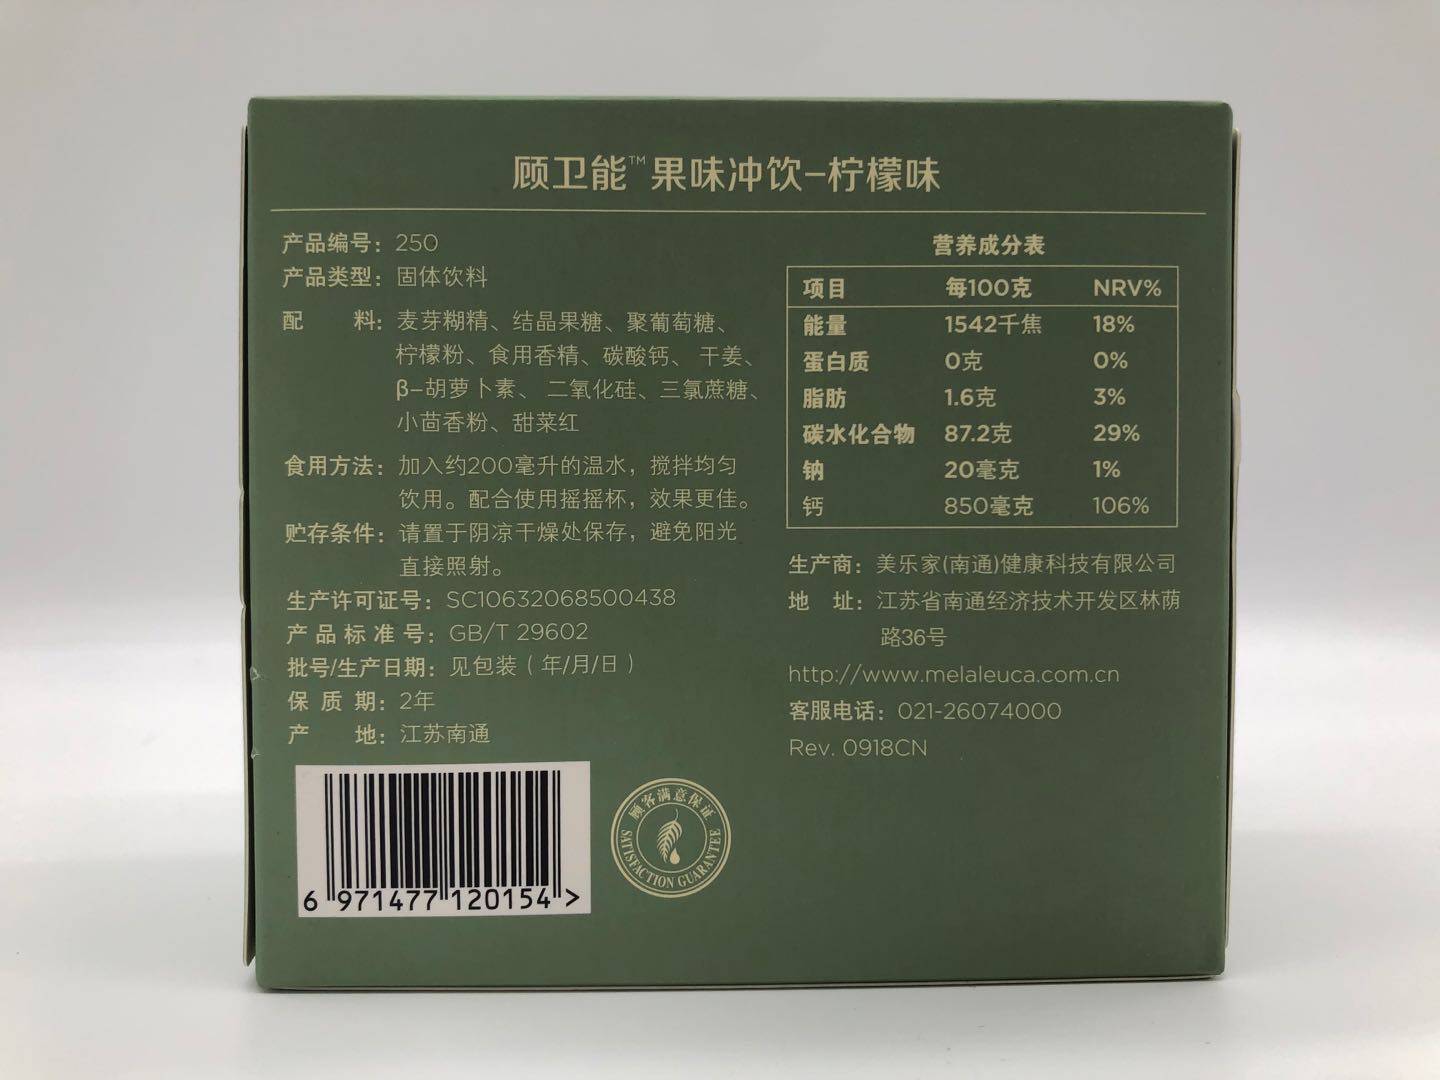 顾卫能™果味冲饮-柠檬味
产品编号：250
产品类型：固体饮料
配 料：麦芽糊精、结晶果糖、聚葡萄糖、
柠檬粉、食用香精、碳酸钙、干姜、
β-胡萝卜素、二氧化硅、三氯蔗糖、
小茴香粉、甜菜红
食用方法：加入约200毫升的温水，搅拌均匀
饮用。配合使用摇摇杯，效果更佳。
贮存条件：请置于阴凉干燥处保存，避免阳光
直接照射。
生产许可证号：SC10632068500438
产品标准号：GB/T 29602
批号/生产日期：见包装（年/月/日）
保质期：2年
产 地：江苏南通
6 971477 120154 >
顾客满意保证
SATISFACTION GUARANTEE
营养成分表
项目 每100克 NRV%
能量 1542千焦 18%
蛋白质 0克 0%
脂肪 1.6克 3%
碳水化合物 87.2克 29%
钠 20毫克 1%
钙 850毫克 106%
生产商：美乐家(南通)健康科技有限公司
地 址：江苏省南通经济技术开发区林荫
路36号
http://www.melaleuca.com.cn
客服电话：021-26074000
Rev. 0918CN